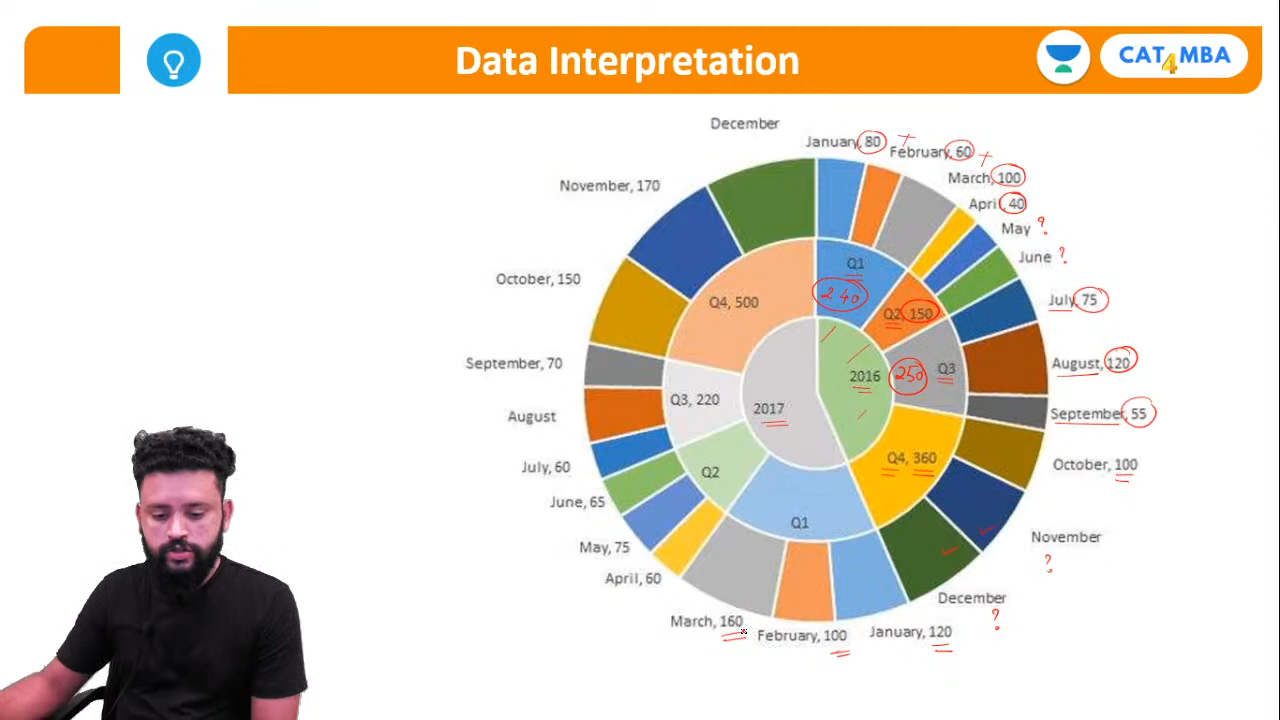 Data Interpretation
CAT4MBA
December
January, 80 +
February, 60 +
March, 100
April, 40
May ?
June ?
July, 75
August, 120
September, 55
October, 100
November
?
December
?
January, 120
February, 100
March, 160
April, 60
May, 75
June, 65
July, 60
August
September, 70
October, 150
November, 170
Q1
240
Q2, 150
Q3
250
Q4, 360
2016
2017
Q1
Q2
Q3, 220
Q4, 500